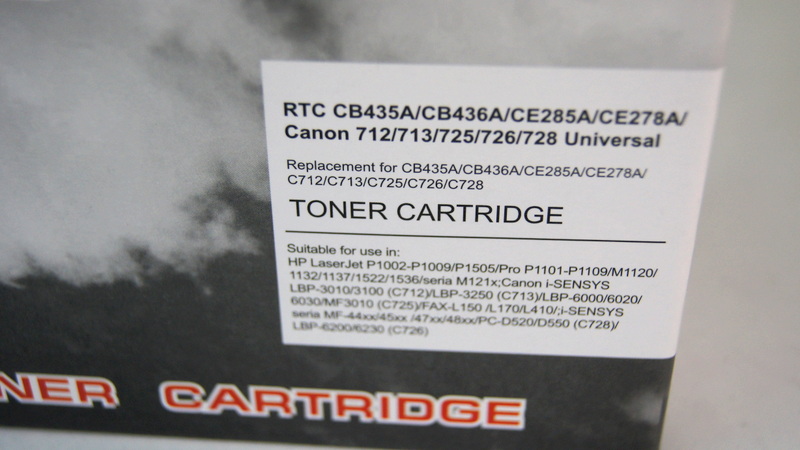 RTC CB435A/CB436A/CE285A/CE278A/
Canon 712/713/725/726/728 Universal
Replacement for CB435A/CB436A/CE285A/CE278A/
C712/C713/C725/C726/C728
TONER CARTRIDGE
Suitable for use in:
HP LaserJet P1002-P1009/P1505/Pro P1101-P1109/M1120/
1132/1137/1522/1536/seria M121x;Canon i-SENSYS
LBP-3010/3100 (C712)/LBP-3250 (C713)/LBP-6000/6020/
6030/MF3010 (C725)/FAX-L150 /L170/L410/;i-SENSYS
seria MF-44xx/45xx /47xx/48xx/PC-D520/D550 (C728)/
LBP-6200/6230 (C726)
NER CARTRIDGE